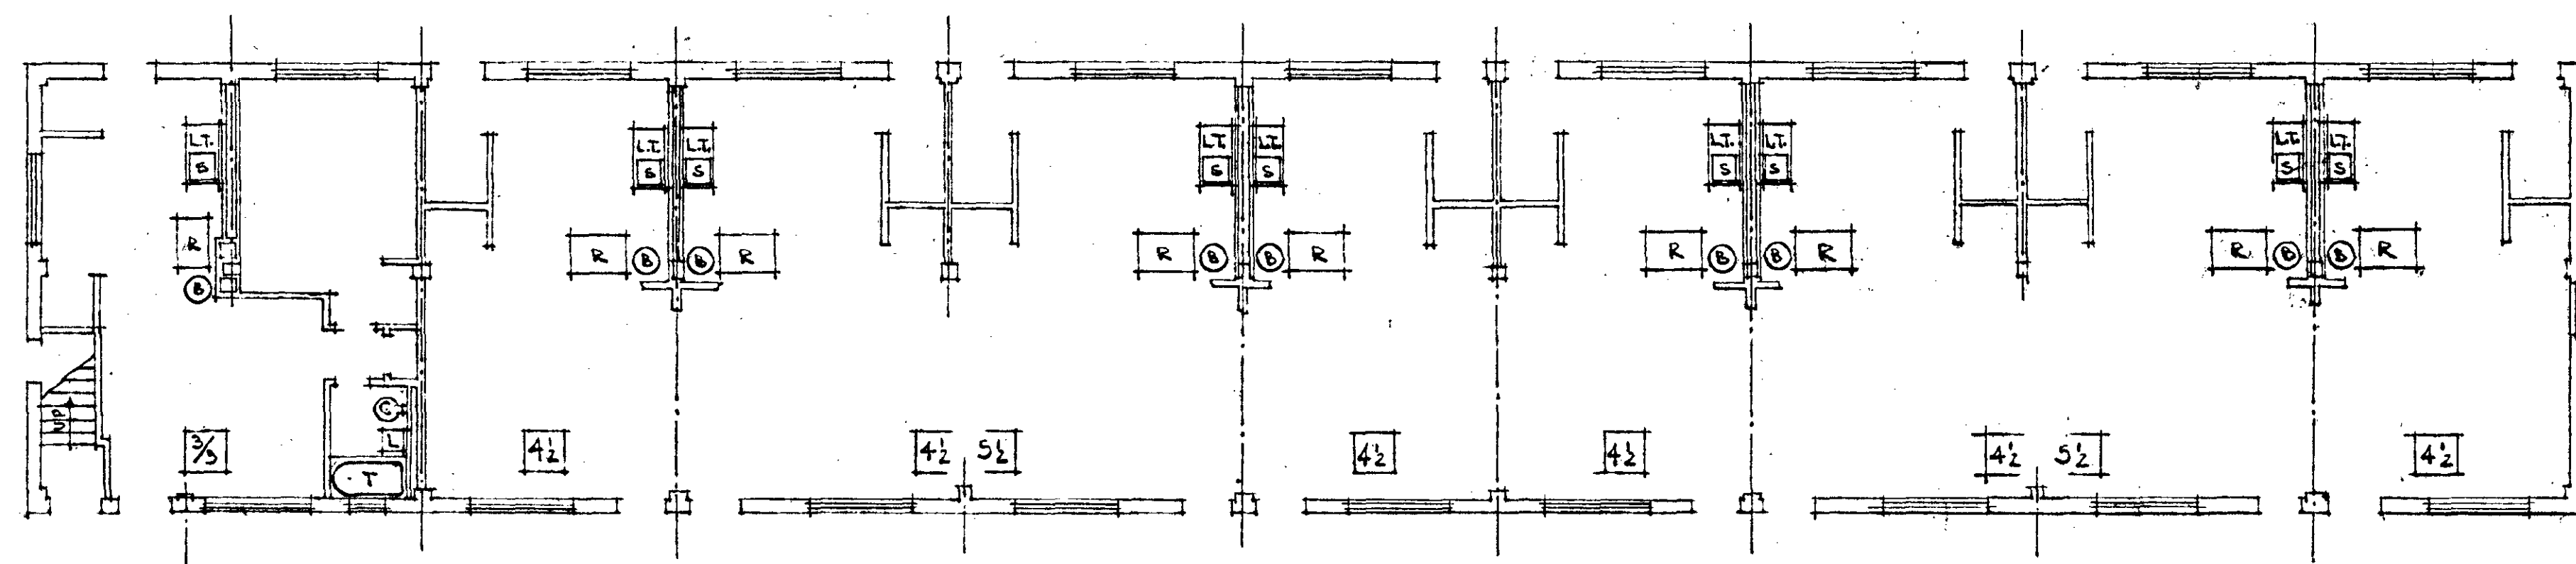 L.T. L.T. L.T. L.T. L.T. L.T. L.T. L.T. L.T.
S S S S S S S S S
R R R R R R R R R
B B B B B B B B B
UP
C
L
T
3/3 4½ 4½ 5½ 4½ 4½ 4½ 5½ 4½